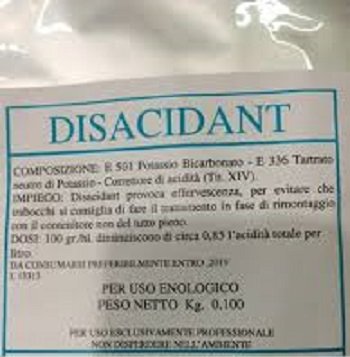 DISACIDANT
COMPOSIZIONE: E 501 Potassio Bicarbonato - E 336 Tartrato
neutro di Potassio - Correttore di acidità (Tit. XIV).
IMPIEGO: Disacidant provoca effervescenza, per evitare che
trabocchi si consiglia di fare il trattamento in fase di rimontaggio
con il contenitore non del tutto pieno.
DOSI: 100 gr./hl. diminuiscono di circa 0,85 l'acidità totale per
litro.
DA CONSUMARSI PREFERIBILMENTE ENTRO
PER USO ENOLOGICO
PESO NETTO Kg. 0,100
PER USO ESCLUSIVAMENTE PROFESSIONALE
NON DISPERDERE NELL'AMBIENTE